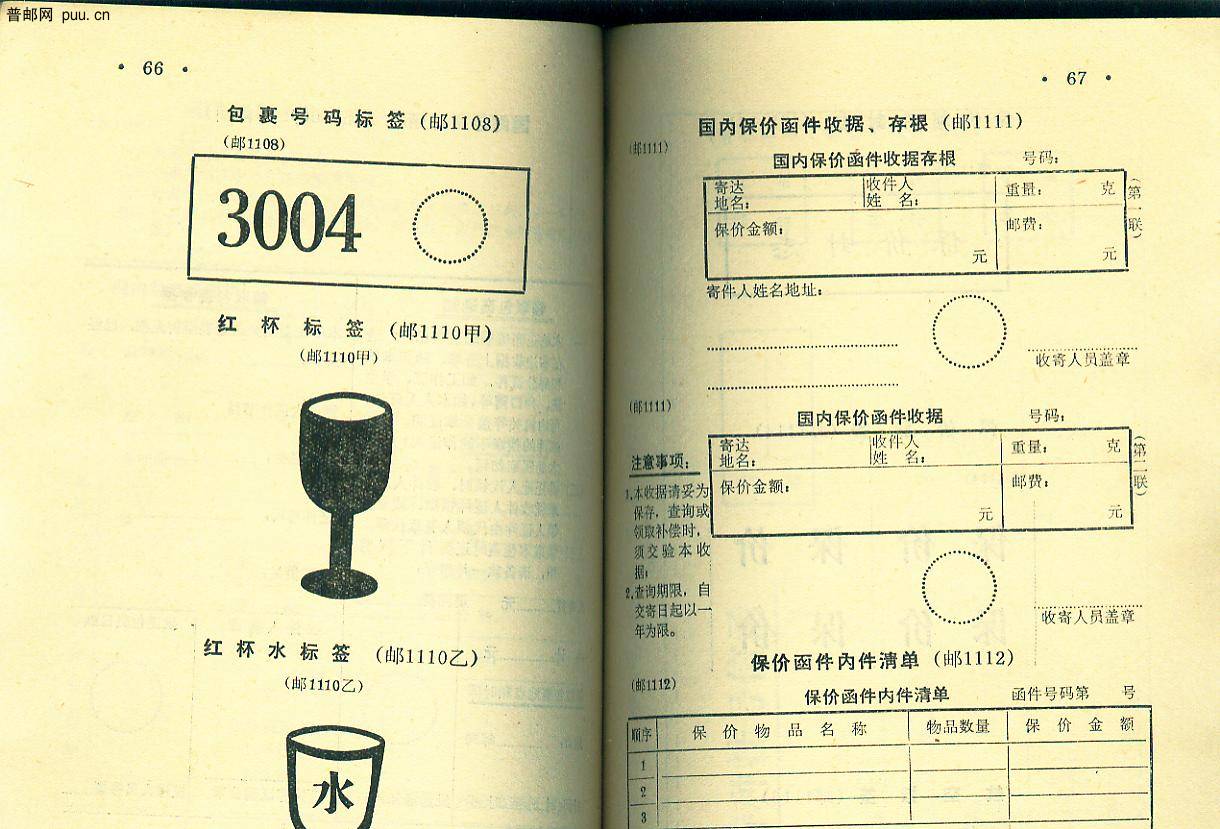 普邮网 puu.cn
· 66 ·
包裹号码标签(邮1108)
(邮1108)
3004
红杯标签(邮1110甲)
(邮1110甲)
红杯水标签(邮1110乙)
(邮1110乙)
水
· 67 ·
国内保价函件收据、存根(邮1111)
(邮1111)
国内保价函件收据存根 号码:
寄达地名:
收件人姓 名:
重量: 克
保价金额: 元
邮费: 元
(第一联)
寄件人姓名地址:
收寄人员盖章
(邮1111)
国内保价函件收据 号码:
注意事项:
1.本收据请妥为
保存,查询或
领取补偿时,
须交验本收
据;
2.查询期限,自
交寄日起以一
年为限。
寄达地名:
收件人姓 名:
重量: 克
保价金额: 元
邮费: 元
(第二联)
收寄人员盖章
保价函件内件清单(邮1112)
(邮1112)
保价函件内件清单 函件号码第 号
顺序 保价物品名称 物品数量 保价金额
1
2
3